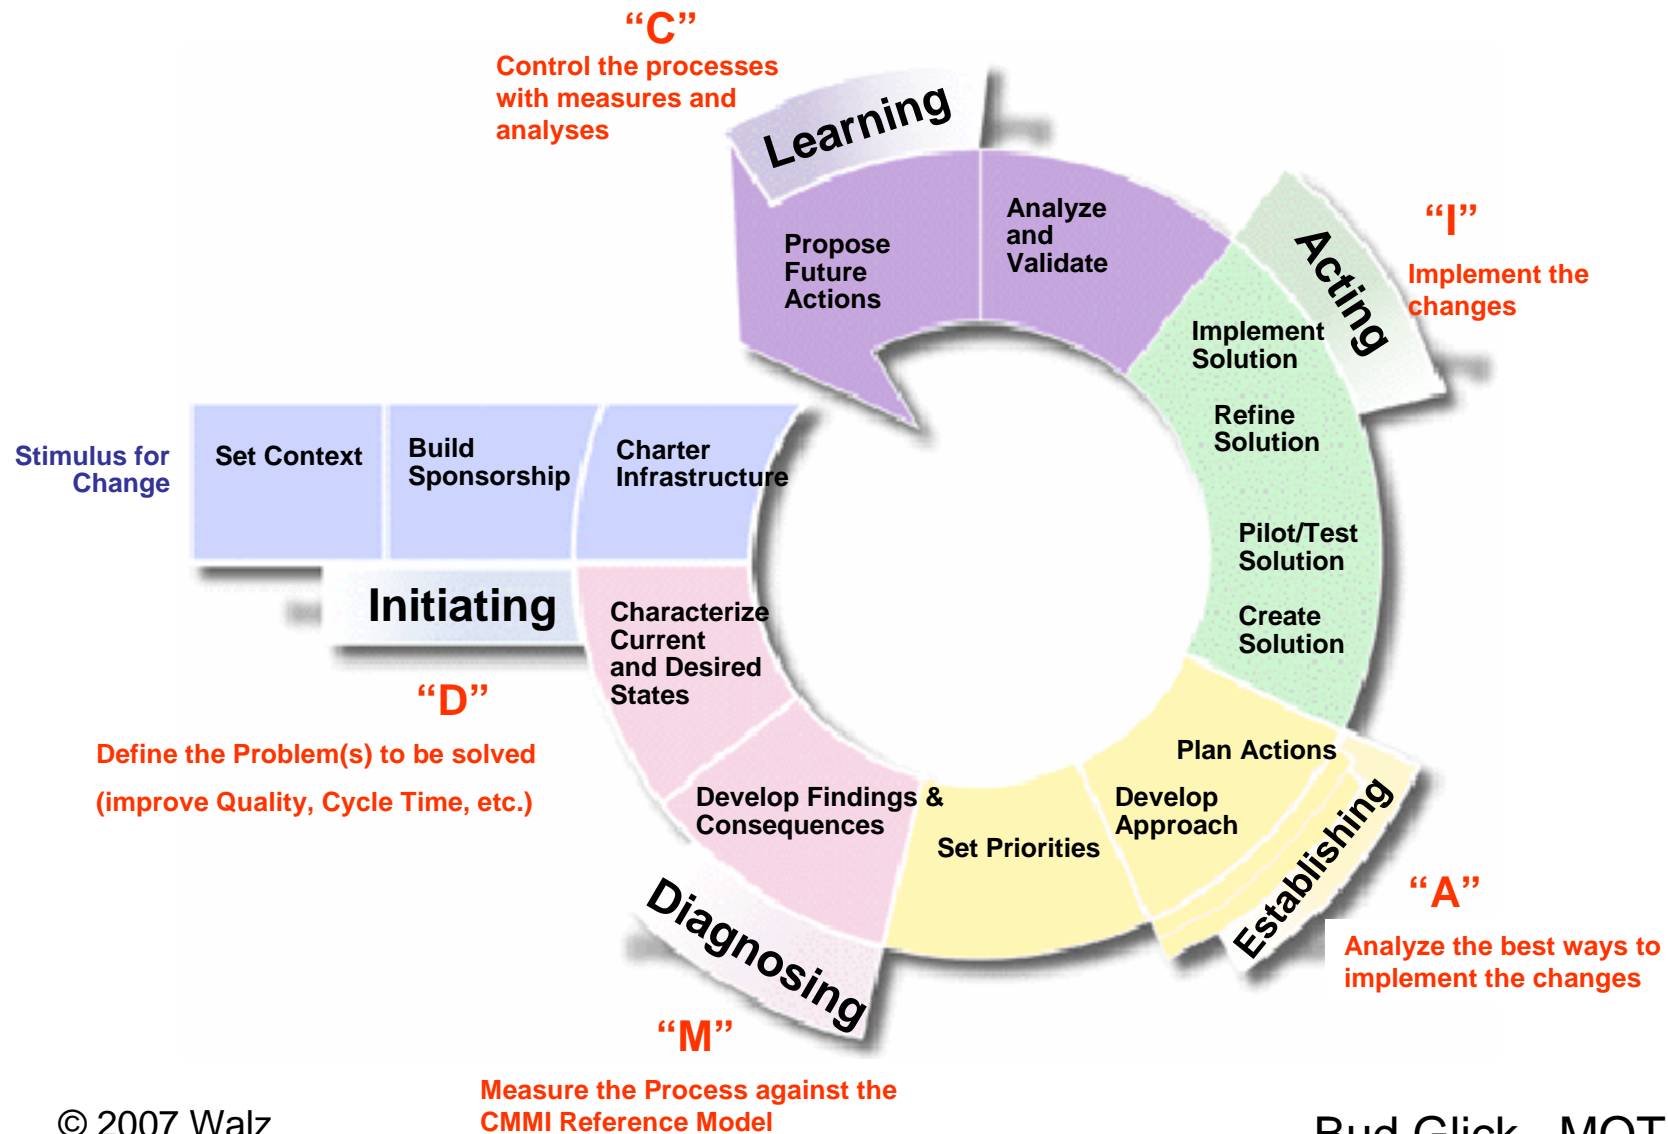 “C”
Control the processes
with measures and
analyses
Learning
Propose
Future
Actions
Analyze
and
Validate
Acting
“I”
Implement the
changes
Implement
Solution
Refine
Solution
Pilot/Test
Solution
Create
Solution
Stimulus for
Change
Set Context
Build
Sponsorship
Charter
Infrastructure
Initiating
“D”
Define the Problem(s) to be solved
(improve Quality, Cycle Time, etc.)
Characterize
Current
and Desired
States
Develop Findings &
Consequences
Diagnosing
“M”
Measure the Process against the
CMMI Reference Model
Set Priorities
Develop
Approach
Plan Actions
Establishing
“A”
Analyze the best ways to
implement the changes
© 2007 Walz
Bud Glick MOT